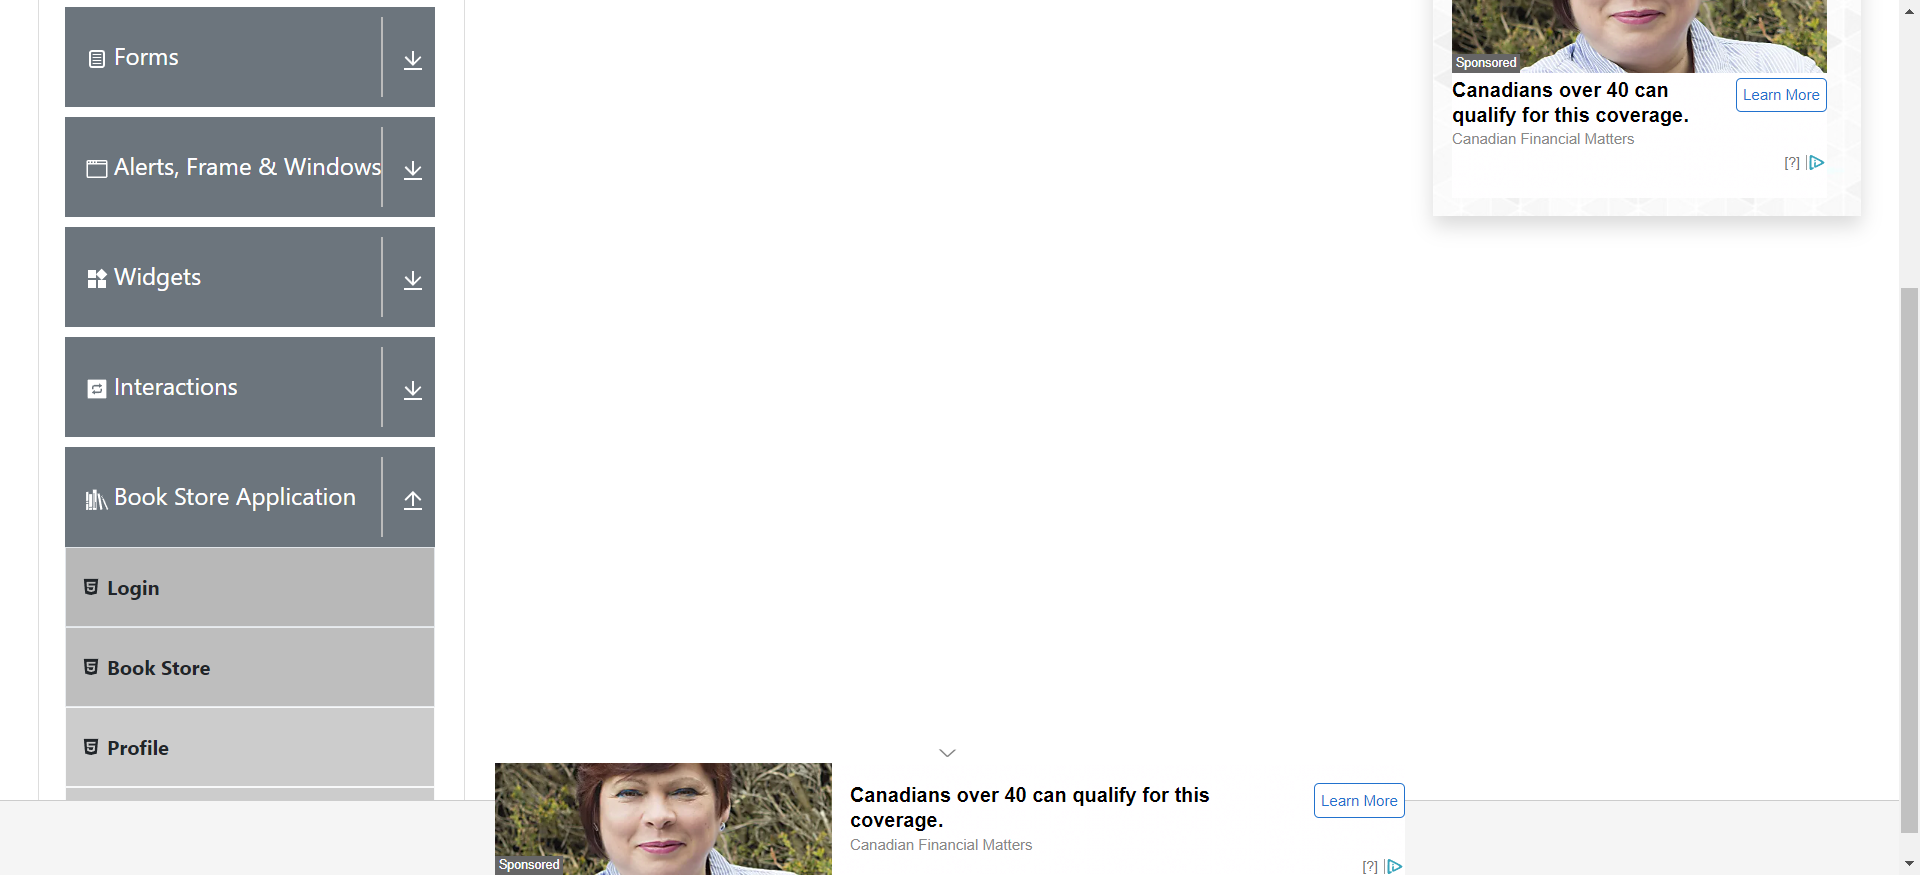 Forms
Alerts, Frame & Windows
Widgets
Interactions
Book Store Application
Login
Book Store
Profile
Sponsored
Canadians over 40 can
qualify for this coverage.
Learn More
Canadian Financial Matters
[?]
Canadians over 40 can qualify for this
coverage.
Learn More
Canadian Financial Matters
Sponsored
[?]